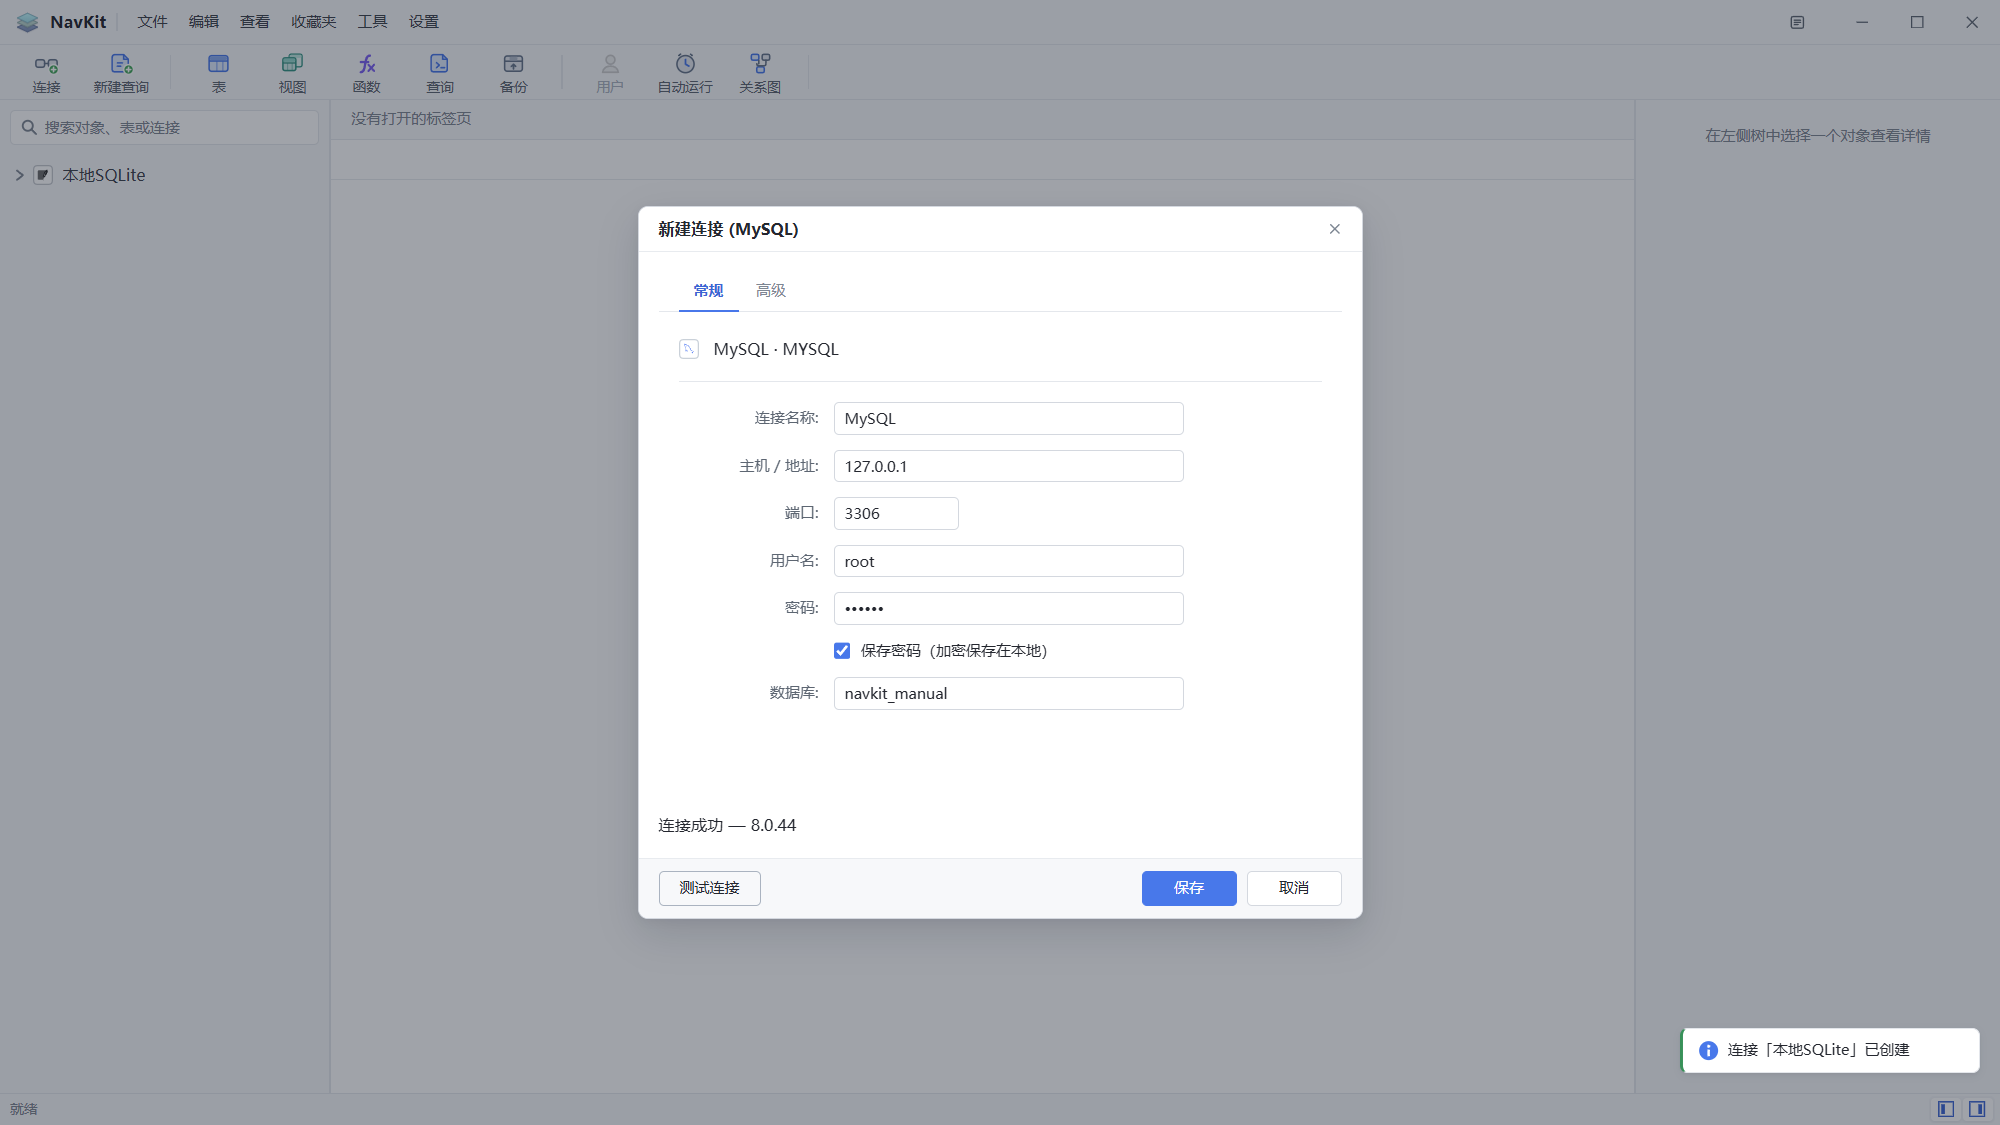 NavKit 文件 编辑 查看 收藏夹 工具 设置
连接 新建查询 表 视图 函数 查询 备份 用户 自动运行 关系图
搜索对象、表或连接
没有打开的标签页
在左侧树中选择一个对象查看详情
本地SQLite
新建连接 (MySQL)
常规 高级
MySQL · MYSQL
连接名称: MySQL
主机 / 地址: 127.0.0.1
端口: 3306
用户名: root
密码: ••••••
保存密码（加密保存在本地）
数据库: navkit_manual
连接成功 — 8.0.44
测试连接 保存 取消
连接「本地SQLite」已创建
就绪